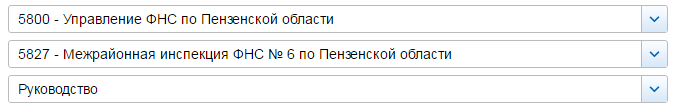 5800 - Управление ФНС по Пензенской области
5827 - Межрайонная инспекция ФНС № 6 по Пензенской области
Руководство